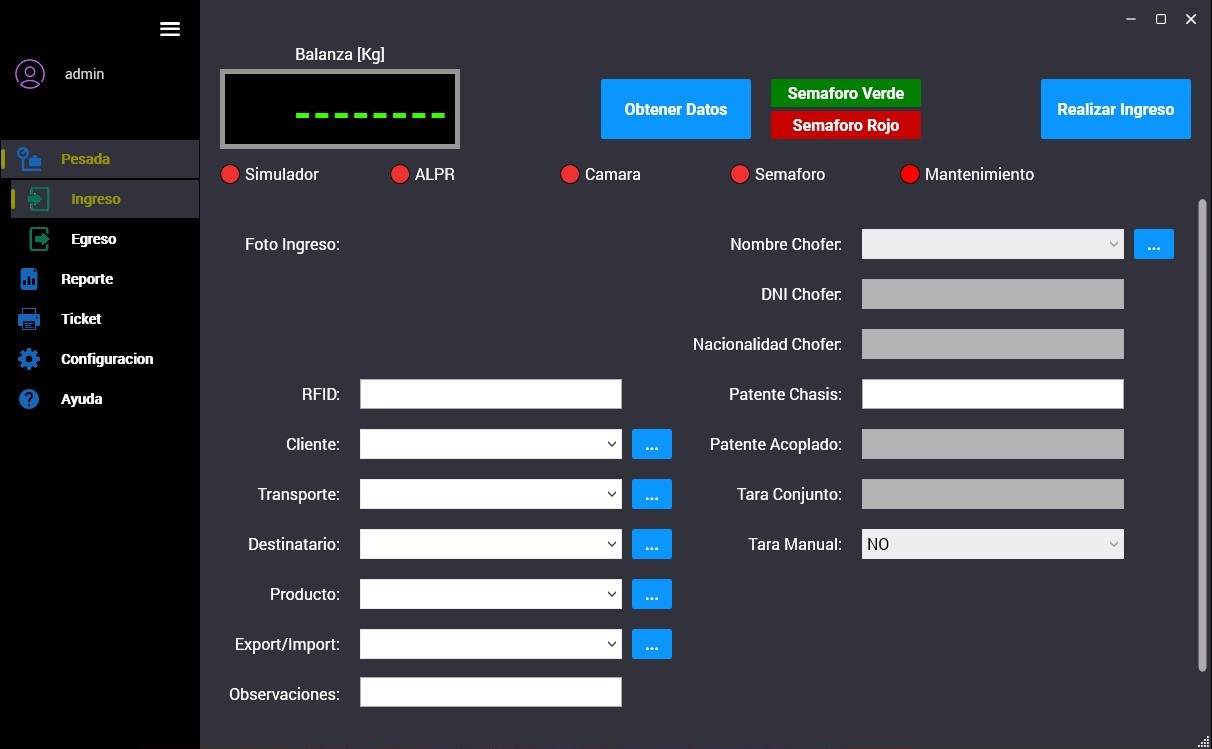 admin
Pesada
Ingreso
Egreso
Reporte
Ticket
Configuracion
Ayuda
Balanza [Kg]
--------
Obtener Datos
Semaforo Verde
Semaforo Rojo
Realizar Ingreso
Simulador
ALPR
Camara
Semaforo
Mantenimiento
Foto Ingreso:
RFID:
Cliente:
...
Transporte:
...
Destinatario:
...
Producto:
...
Export/Import:
...
Observaciones:
Nombre Chofer:
...
DNI Chofer:
Nacionalidad Chofer:
Patente Chasis:
Patente Acoplado:
Tara Conjunto:
Tara Manual:
NO